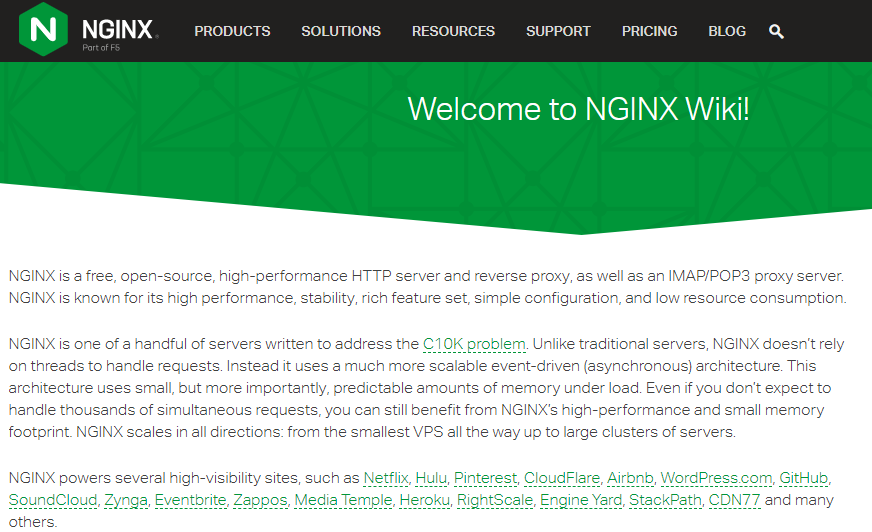 NGINX
Part of F5
PRODUCTS
SOLUTIONS
RESOURCES
SUPPORT
PRICING
BLOG
Welcome to NGINX Wiki!
NGINX is a free, open-source, high-performance HTTP server and reverse proxy, as well as an IMAP/POP3 proxy server.
NGINX is known for its high performance, stability, rich feature set, simple configuration, and low resource consumption.
NGINX is one of a handful of servers written to address the C10K problem. Unlike traditional servers, NGINX doesn't rely
on threads to handle requests. Instead it uses a much more scalable event-driven (asynchronous) architecture. This
architecture uses small, but more importantly, predictable amounts of memory under load. Even if you don't expect to
handle thousands of simultaneous requests, you can still benefit from NGINX's high-performance and small memory
footprint. NGINX scales in all directions: from the smallest VPS all the way up to large clusters of servers.
NGINX powers several high-visibility sites, such as Netflix, Hulu, Pinterest, CloudFlare, Airbnb, WordPress.com, GitHub,
SoundCloud, Zynga, Eventbrite, Zappos, Media Temple, Heroku, RightScale, Engine Yard, StackPath, CDN77 and many
others.